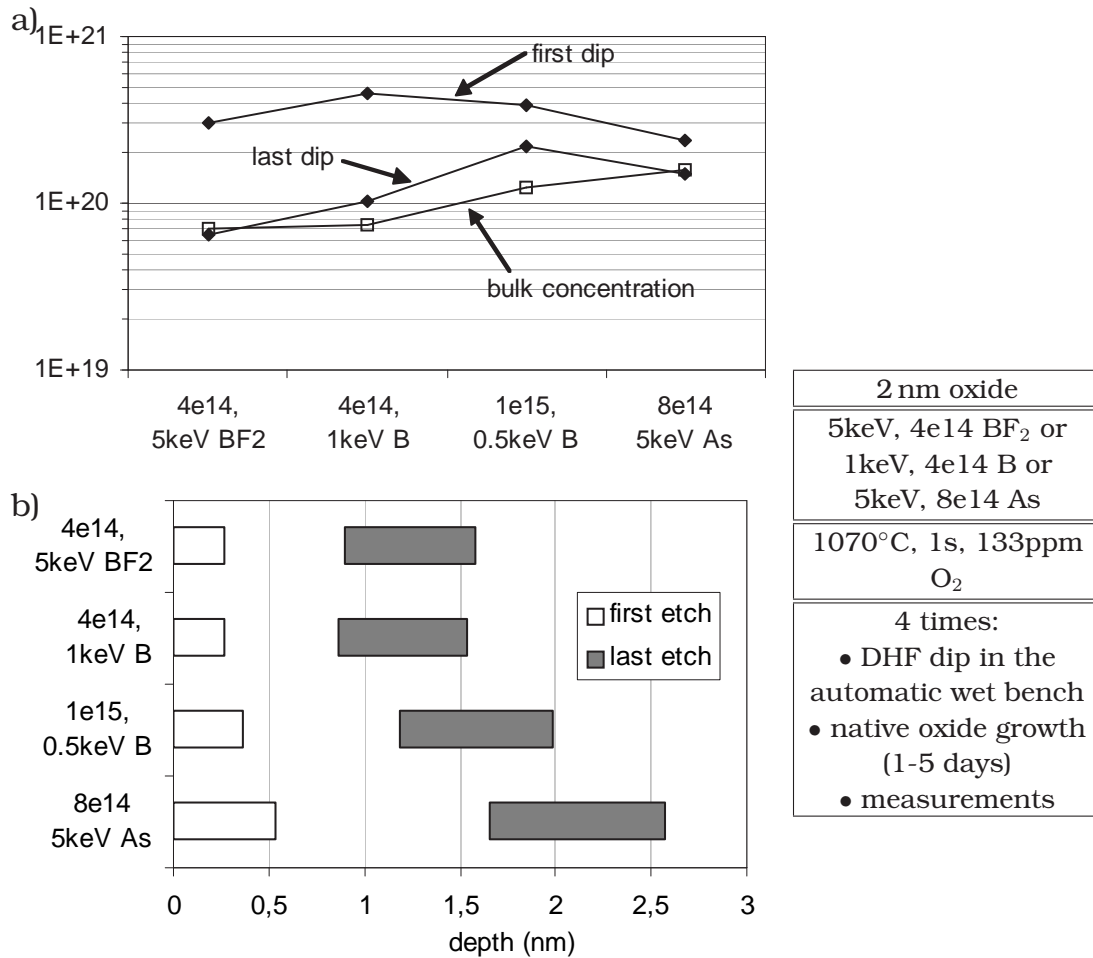 a)
1E+21
1E+20
1E+19
first dip
last dip
bulk concentration
4e14,
5keV BF2
4e14,
1keV B
1e15,
0.5keV B
8e14
5keV As
b)
4e14,
5keV BF2
4e14,
1keV B
1e15,
0.5keV B
8e14
5keV As
first etch
last etch
0 0,5 1 1,5 2 2,5 3
depth (nm)
2 nm oxide
5keV, 4e14 BF₂ or
1keV, 4e14 B or
5keV, 8e14 As
1070°C, 1s, 133ppm
O₂
4 times:
• DHF dip in the
automatic wet bench
• native oxide growth
(1-5 days)
• measurements